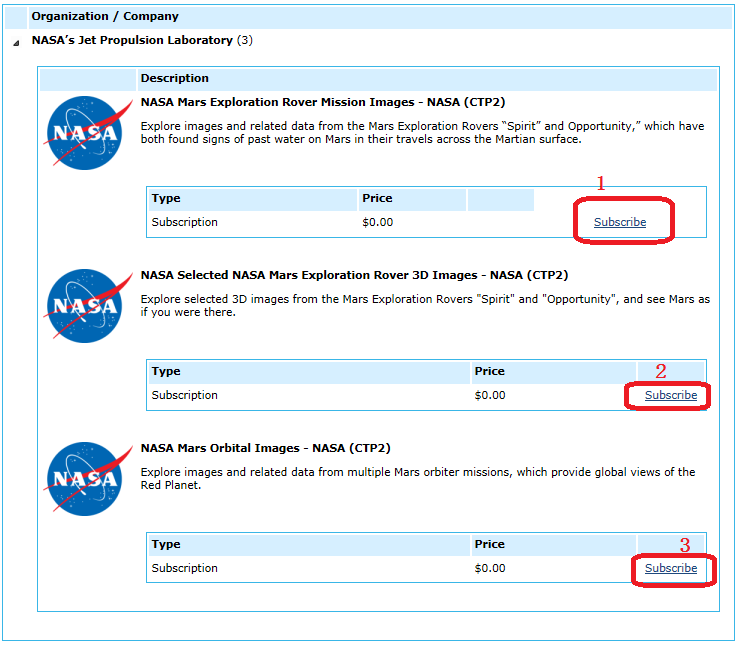 Organization / Company
NASA’s Jet Propulsion Laboratory (3)
Description
NASA Mars Exploration Rover Mission Images - NASA (CTP2)
NASA
Explore images and related data from the Mars Exploration Rovers “Spirit” and Opportunity,” which have
both found signs of past water on Mars in their travels across the Martian surface.
1
Type Price
Subscription $0.00 Subscribe
NASA Selected NASA Mars Exploration Rover 3D Images - NASA (CTP2)
NASA
Explore selected 3D images from the Mars Exploration Rovers "Spirit" and "Opportunity", and see Mars as
if you were there.
Type Price 2
Subscription $0.00 Subscribe
NASA Mars Orbital Images - NASA (CTP2)
NASA
Explore images and related data from multiple Mars orbiter missions, which provide global views of the
Red Planet.
Type Price 3
Subscription $0.00 Subscribe